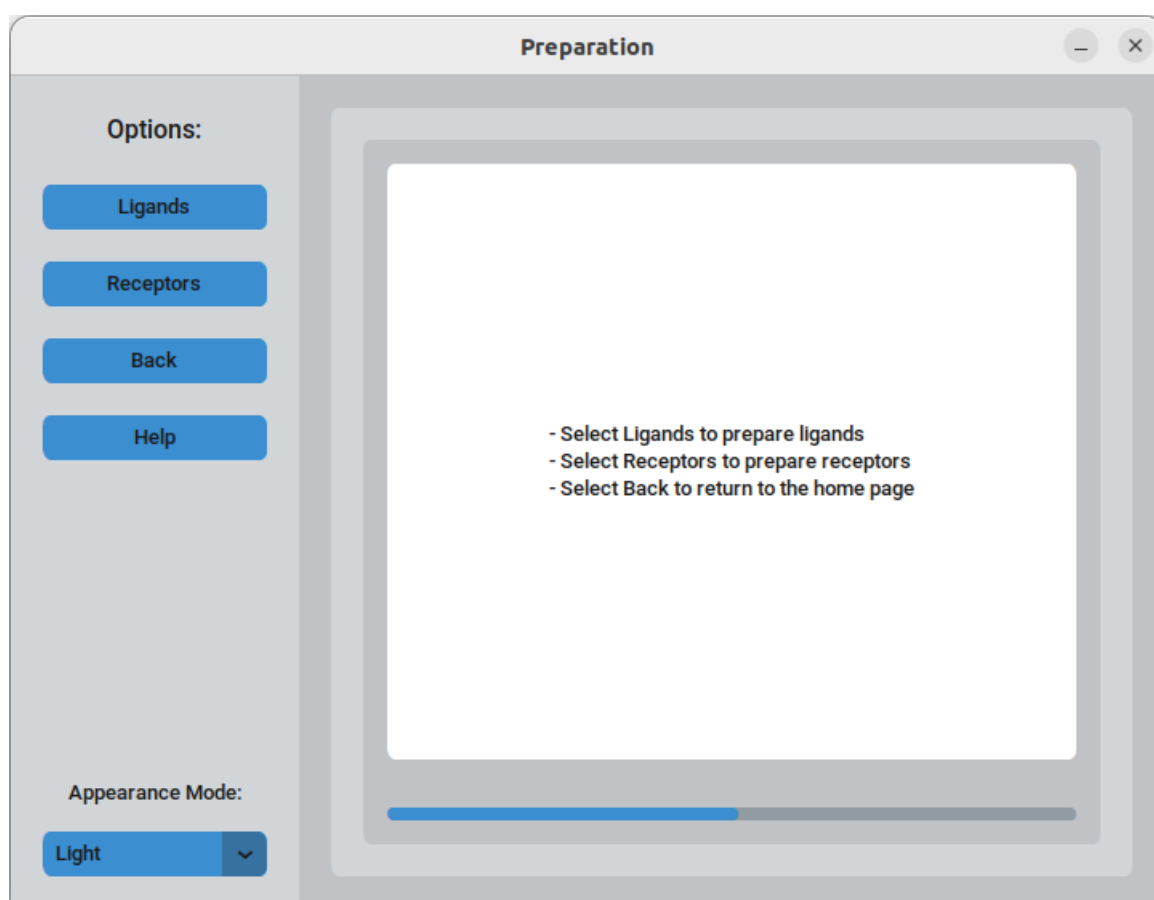 Preparation
Options:
Ligands
Receptors
Back
Help
- Select Ligands to prepare ligands
- Select Receptors to prepare receptors
- Select Back to return to the home page
Appearance Mode:
Light